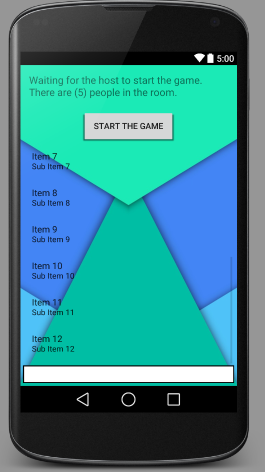 5:00
Waiting for the host to start the game.
There are (5) people in the room.
START THE GAME
Item 7
Sub Item 7
Item 8
Sub Item 8
Item 9
Sub Item 9
Item 10
Sub Item 10
Item 11
Sub Item 11
Item 12
Sub Item 12